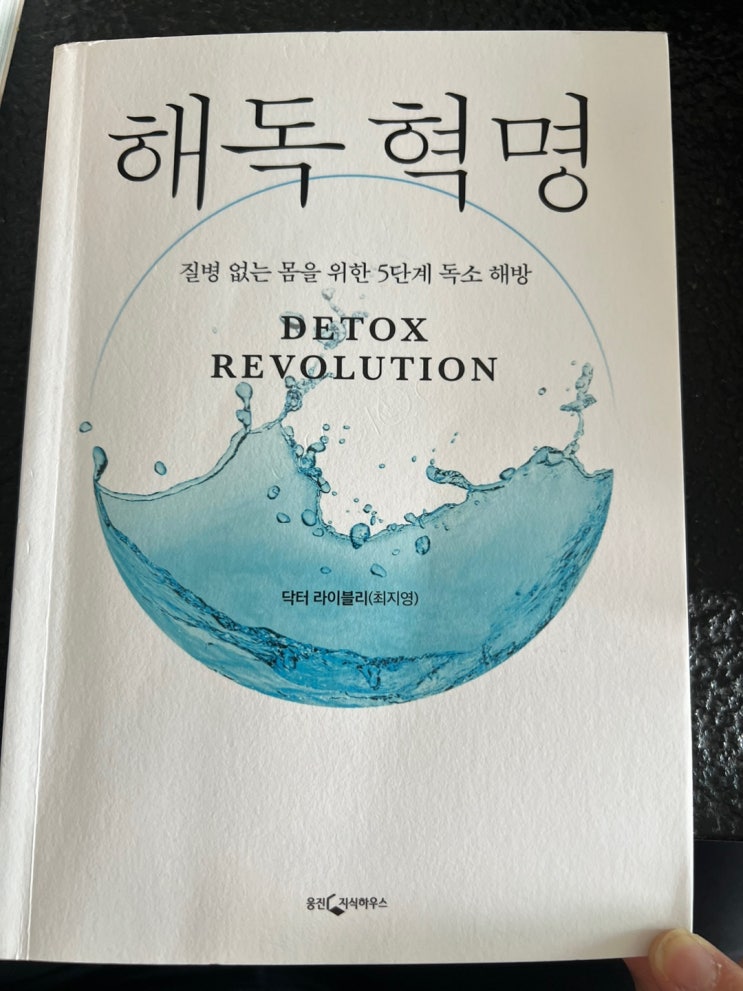 해독 혁명
질병 없는 몸을 위한 5단계 독소 해방
DETOX
REVOLUTION
닥터 라이블리(최지영)
웅진 지식하우스